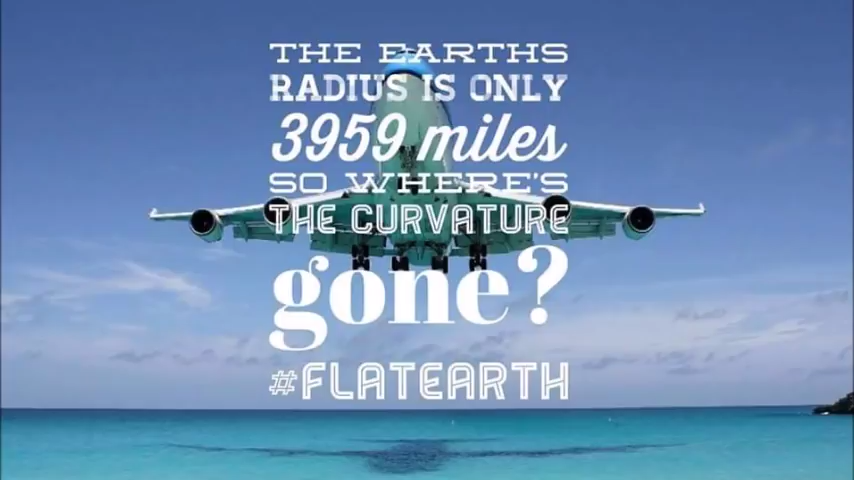 THE EARTHS
RADIUS IS ONLY
3959 miles
SO WHERE'S
THE CURVATURE
gone?
#FLATEARTH